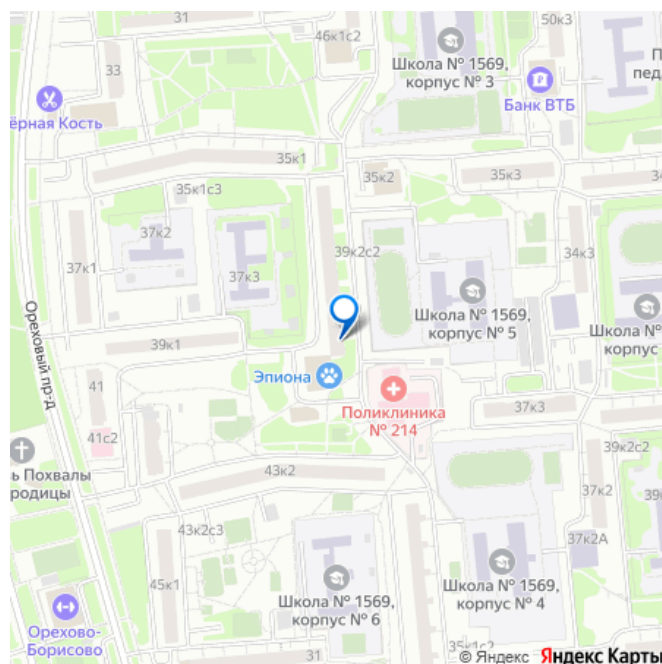 31
46к1с2
50к3
33
Школа № 1569,
корпус № 3
Банк ВТБ
П
пед
ёрная Кость
35к1
35к2
35к3
34
35к1с3
37к2
39к2с2
34к3
37к1
37к3
Школа № 1569,
корпус № 5
Школа №
корпус
Ореховый пр-д
39к1
Эпиона
41
Поликлиника
№ 214
37к3
41с2
39к2с2
ь Похвалы
родицы
43к2
37к2
43к2с3
37к2А
45к1
Школа № 1569,
корпус № 6
Школа № 1569,
корпус № 4
Орехово-
Борисово
31
35к1
© Яндекс Яндекс Карты